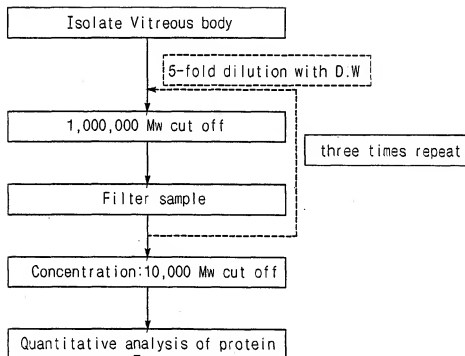 Isolate Vitreous body
5-fold dilution with D.W
1,000,000 Mw cut off
three times repeat
Filter sample
Concentration:10,000 Mw cut off
Quantitative analysis of protein